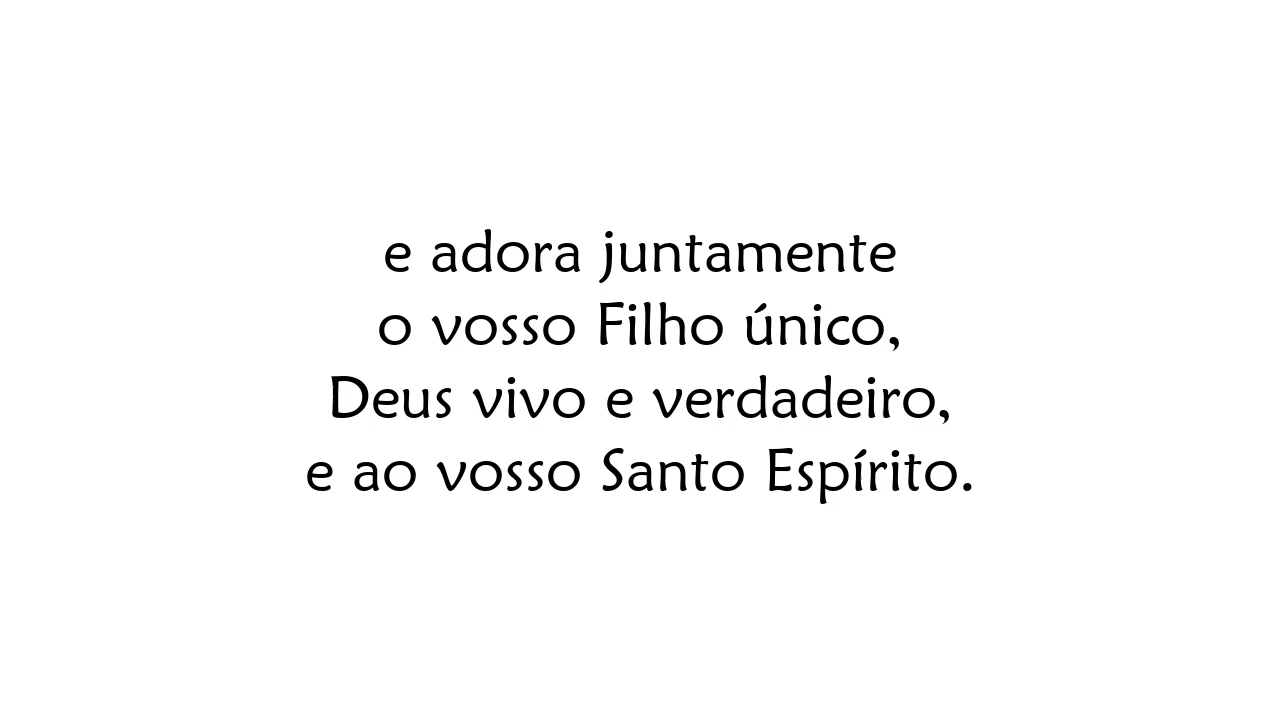 e adora juntamente
o vosso Filho único,
Deus vivo e verdadeiro,
e ao vosso Santo Espírito.